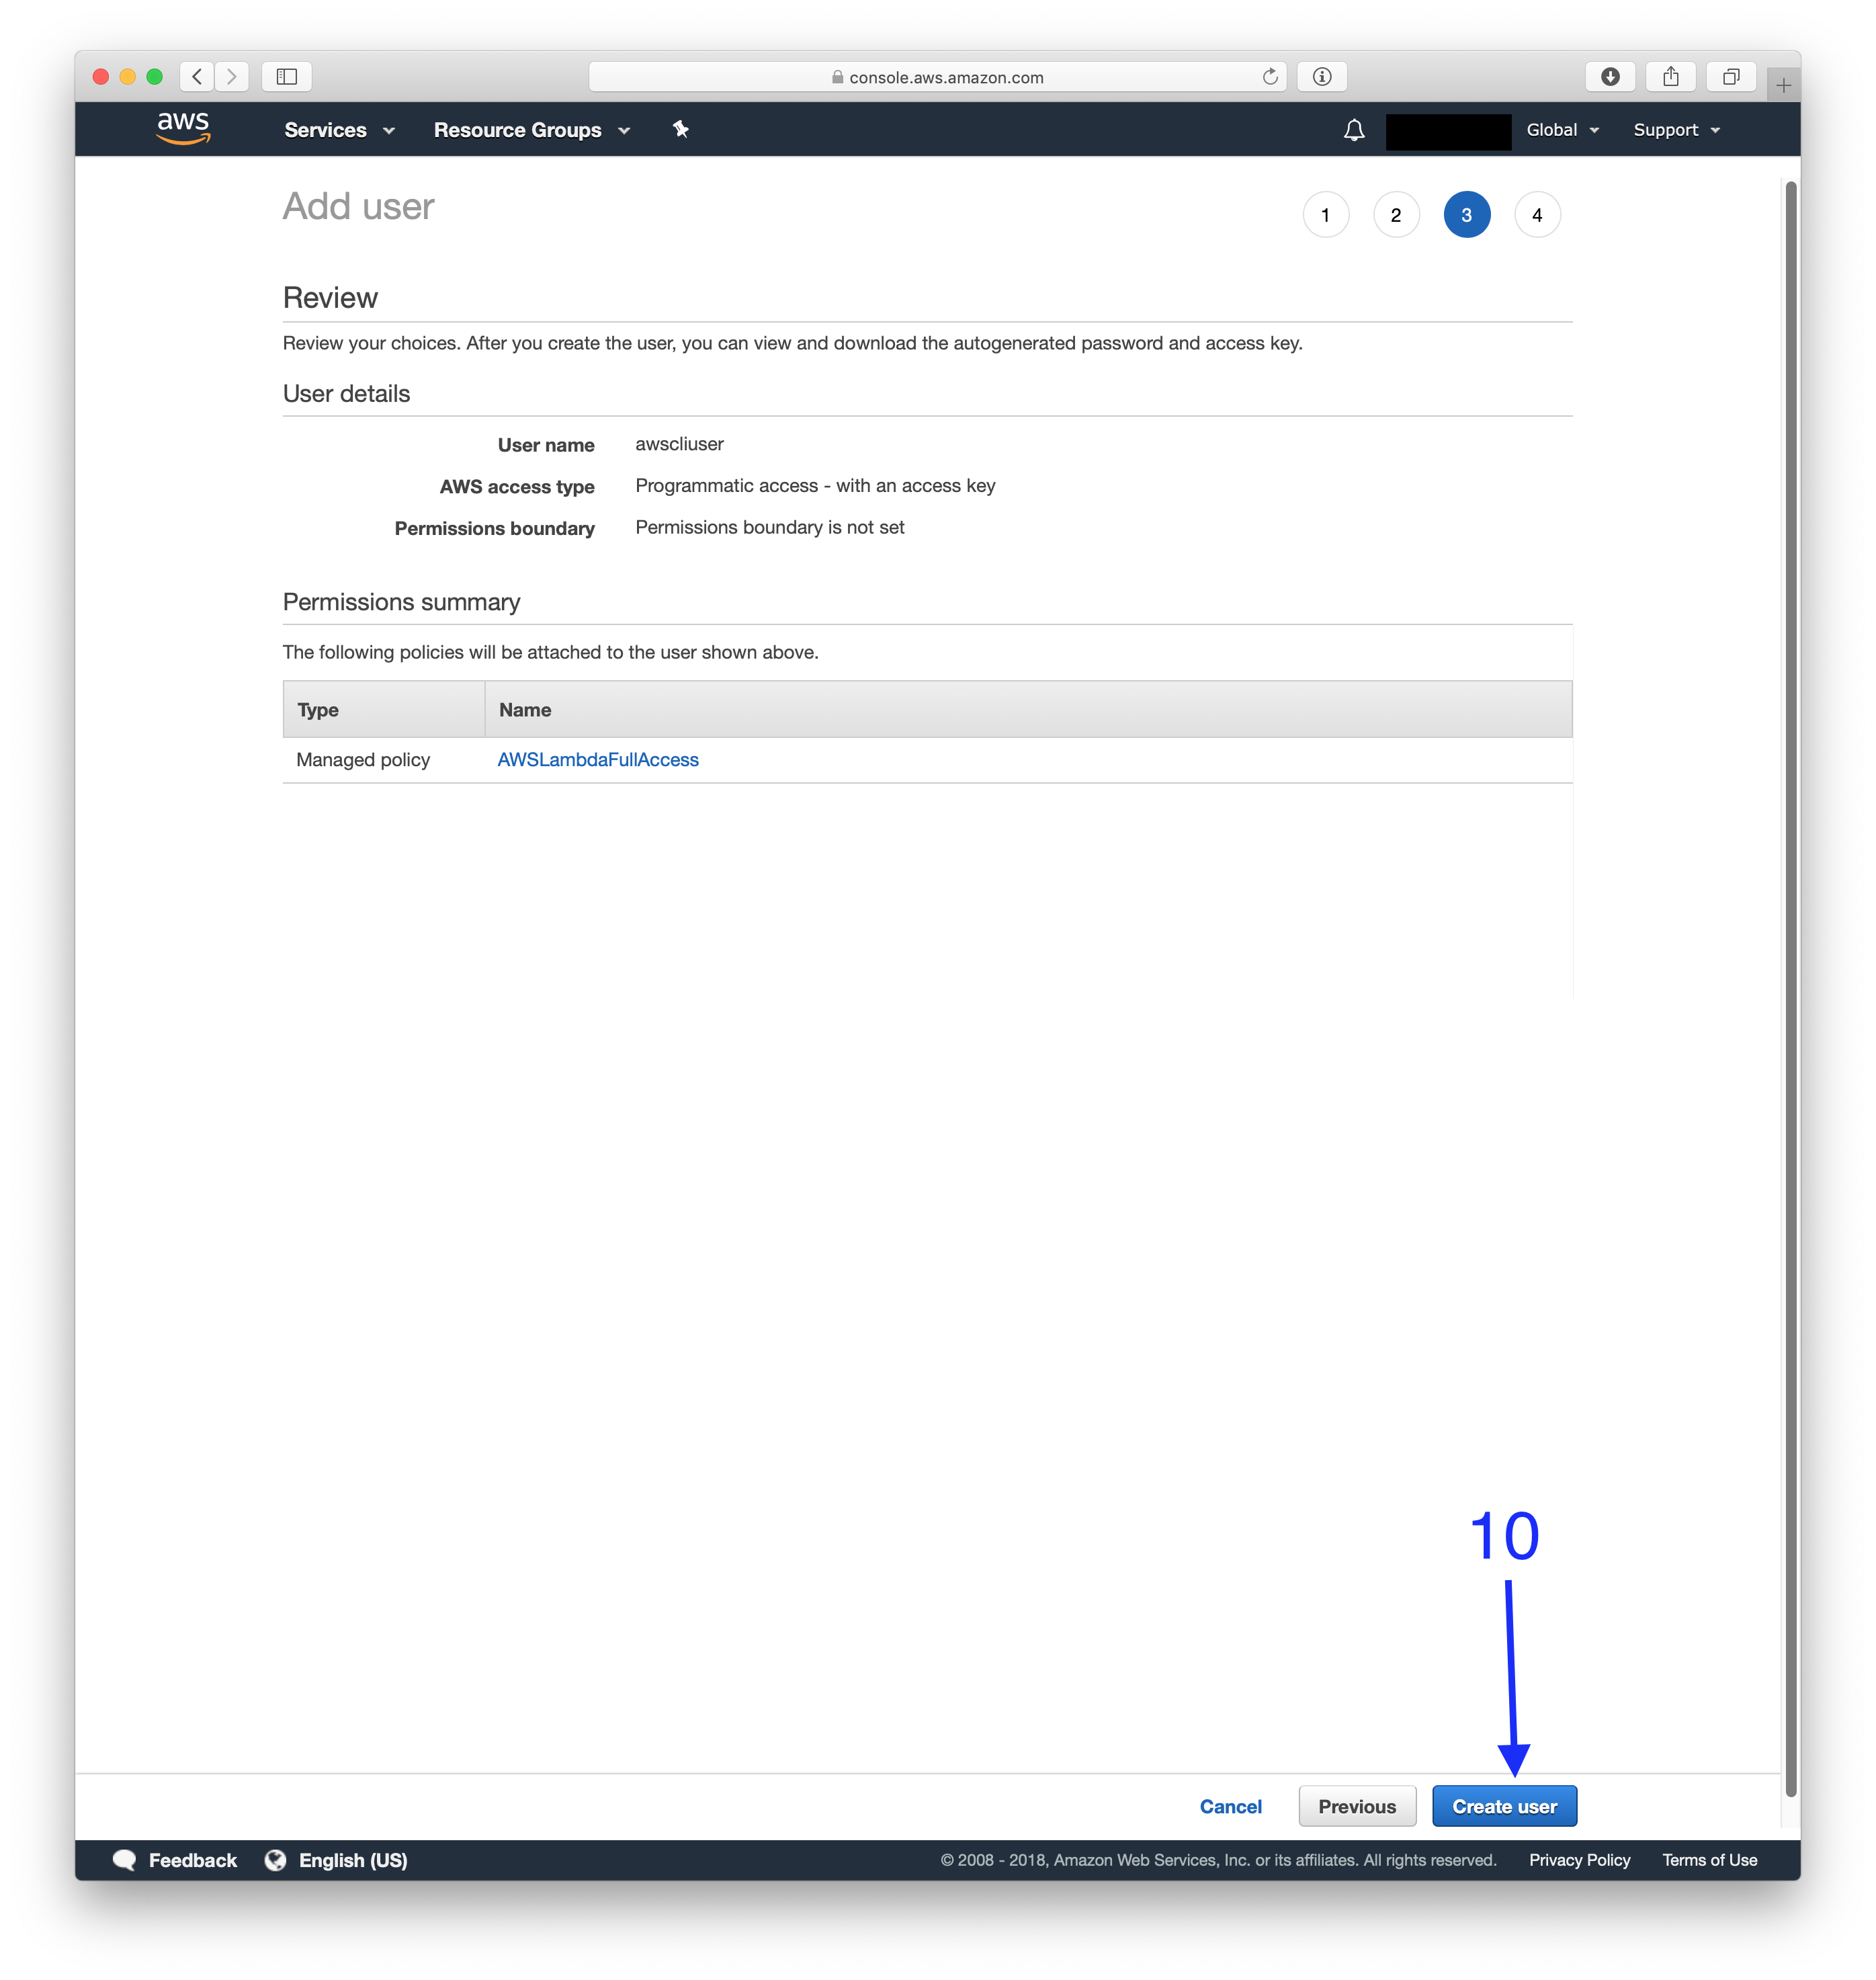 console.aws.amazon.com
aws Services Resource Groups Global Support
Add user 1 2 3 4
Review
Review your choices. After you create the user, you can view and download the autogenerated password and access key.
User details
User name awscliuser
AWS access type Programmatic access - with an access key
Permissions boundary Permissions boundary is not set
Permissions summary
The following policies will be attached to the user shown above.
Type Name
Managed policy AWSLambdaFullAccess
10
Cancel Previous Create user
Feedback English (US) © 2008 - 2018, Amazon Web Services, Inc. or its affiliates. All rights reserved. Privacy Policy Terms of Use